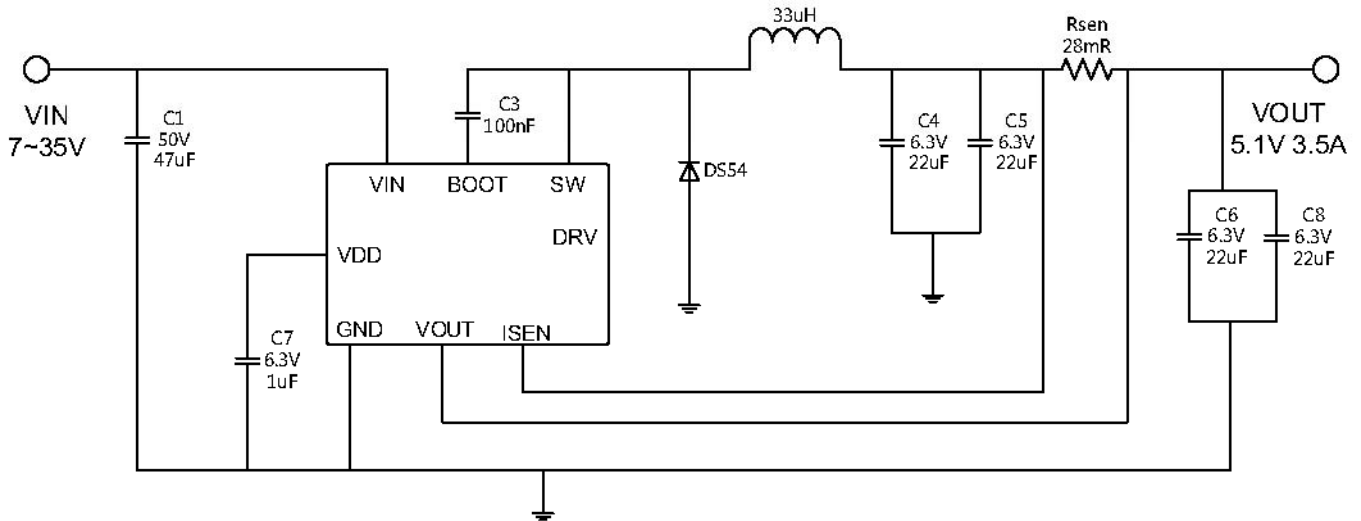 33uH
Rsen
28mR
VIN
7~35V
C1
50V
47uF
C3
100nF
C4
6.3V
22uF
C5
6.3V
22uF
VOUT
5.1V 3.5A
VIN BOOT SW
DS54
DRV
VDD
C6
6.3V
22uF
C8
6.3V
22uF
GND VOUT ISEN
C7
6.3V
1uF